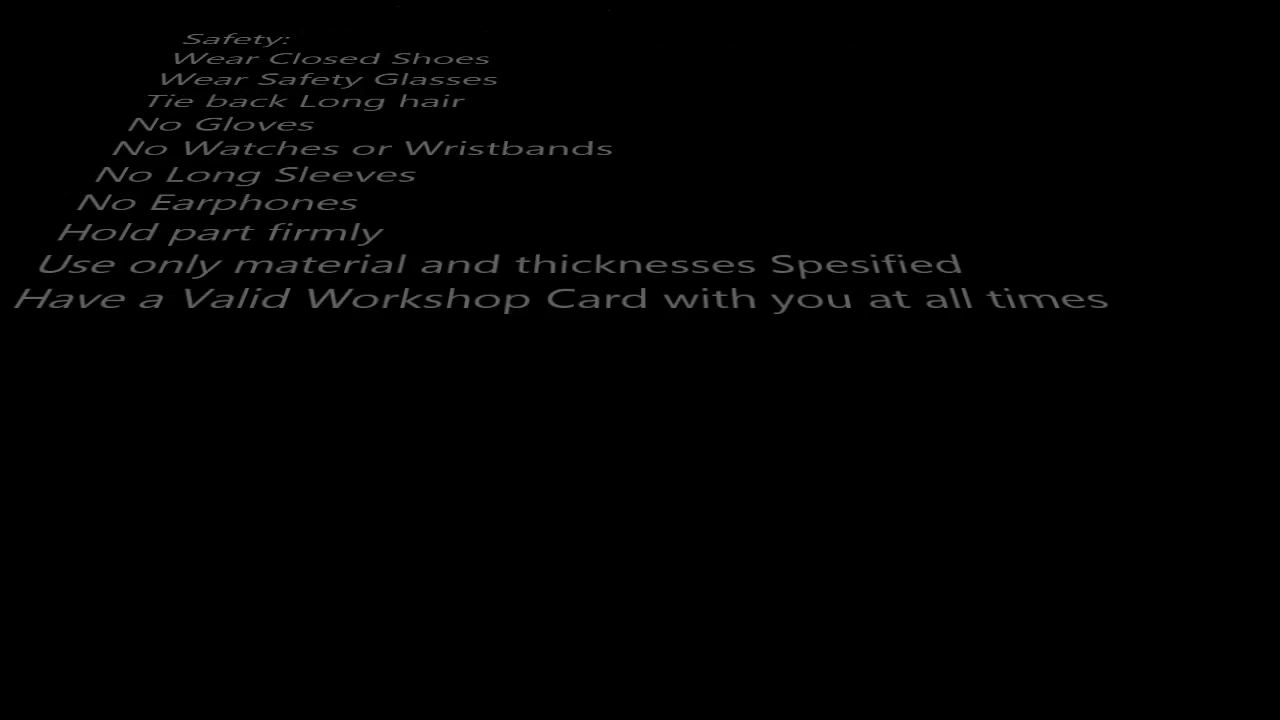 Safety:
Wear Closed Shoes
Wear Safety Glasses
Tie back Long hair
No Gloves
No Watches or Wristbands
No Long Sleeves
No Earphones
Hold part firmly
Use only material and thicknesses Spesified
Have a Valid Workshop Card with you at all times